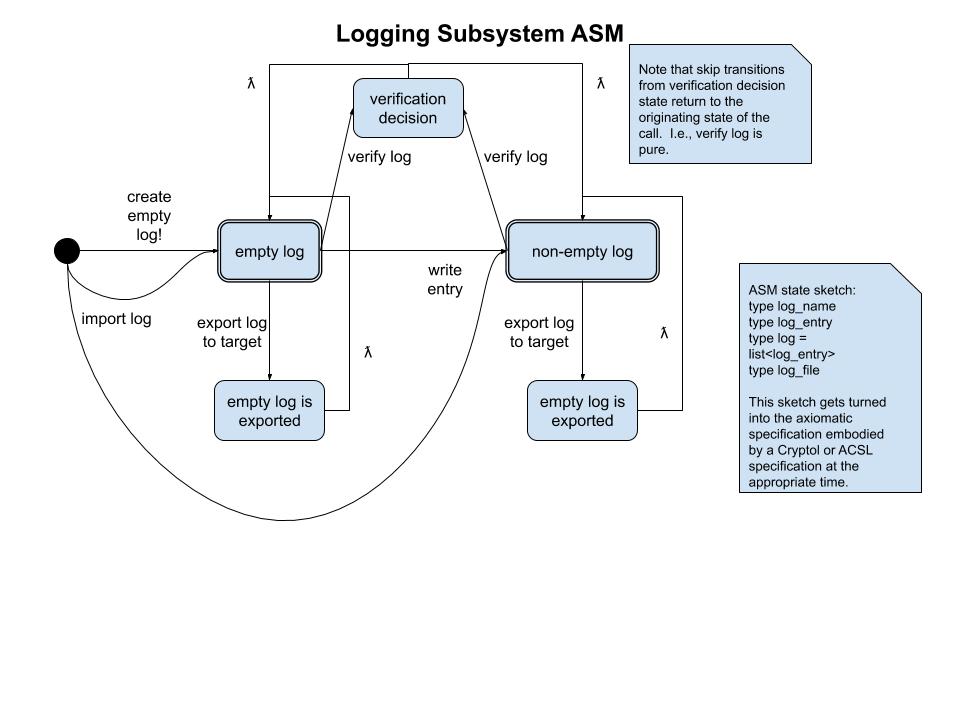 Logging Subsystem ASM
ƛ
ƛ
verification
decision
Note that skip transitions
from verification decision
state return to the
originating state of the
call.  I.e., verify log is
pure.
verify log
verify log
create
empty
log!
empty log
non-empty log
write
entry
import log
export log
to target
export log
to target
ƛ
ƛ
empty log is
exported
empty log is
exported
ASM state sketch:
type log_name
type log_entry
type log =
list<log_entry>
type log_file
This sketch gets turned
into the axiomatic
specification embodied
by a Cryptol or ACSL
specification at the
appropriate time.